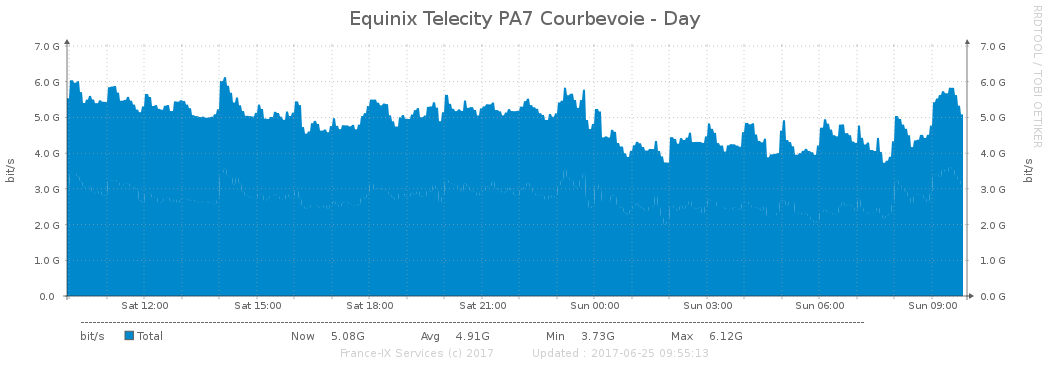 Equinix Telecity PA7 Courbevoie - Day
RRDTOOL / TOBI OETIKER
7.0 G 7.0 G
6.0 G 6.0 G
5.0 G 5.0 G
4.0 G 4.0 G
3.0 G 3.0 G
2.0 G 2.0 G
1.0 G 1.0 G
0.0 0.0 G
bit/s
bit/s
Sat 12:00 Sat 15:00 Sat 18:00 Sat 21:00 Sun 00:00 Sun 03:00 Sun 06:00 Sun 09:00
bit/s Total Now 5.08G Avg 4.91G Min 3.73G Max 6.12G
France-IX Services (c) 2017 Updated : 2017-06-25 09:55:13